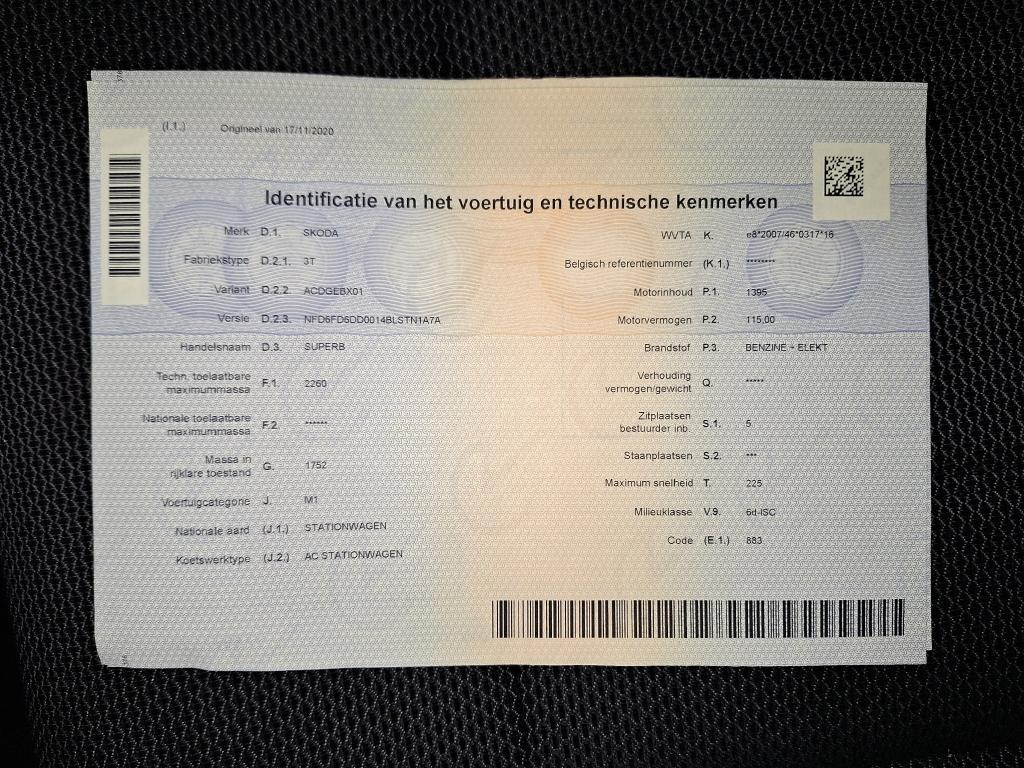 (I.1.) Origineel van 17/11/2020
Identificatie van het voertuig en technische kenmerken
Merk D.1. SKODA
Fabriekstype D.2.1. 3T
Variant D.2.2. ACDGEBX01
Versie D.2.3. NFD6FD6DD0014BLSTN1A7A
Handelsnaam D.3. SUPERB
Techn. toelaatbare
maximummassa F.1. 2260
Nationale toelaatbare
maximummassa F.2. ******
Massa in
rijklare toestand G. 1752
Voertuigcategorie J. M1
Nationale aard (J.1.) STATIONWAGEN
Koetswerktype (J.2.) AC STATIONWAGEN
WVTA K. e8*2007/46*0317*16
Belgisch referentienummer (K.1.) ********
Motorinhoud P.1. 1395
Motorvermogen P.2. 115,00
Brandstof P.3. BENZINE + ELEKT
Verhouding
vermogen/gewicht Q. *****
Zitplaatsen
bestuurder inb. S.1. 5
Staanplaatsen S.2. ***
Maximum snelheid T. 225
Milieuklasse V.9. 6d-ISC
Code (E.1.) 883